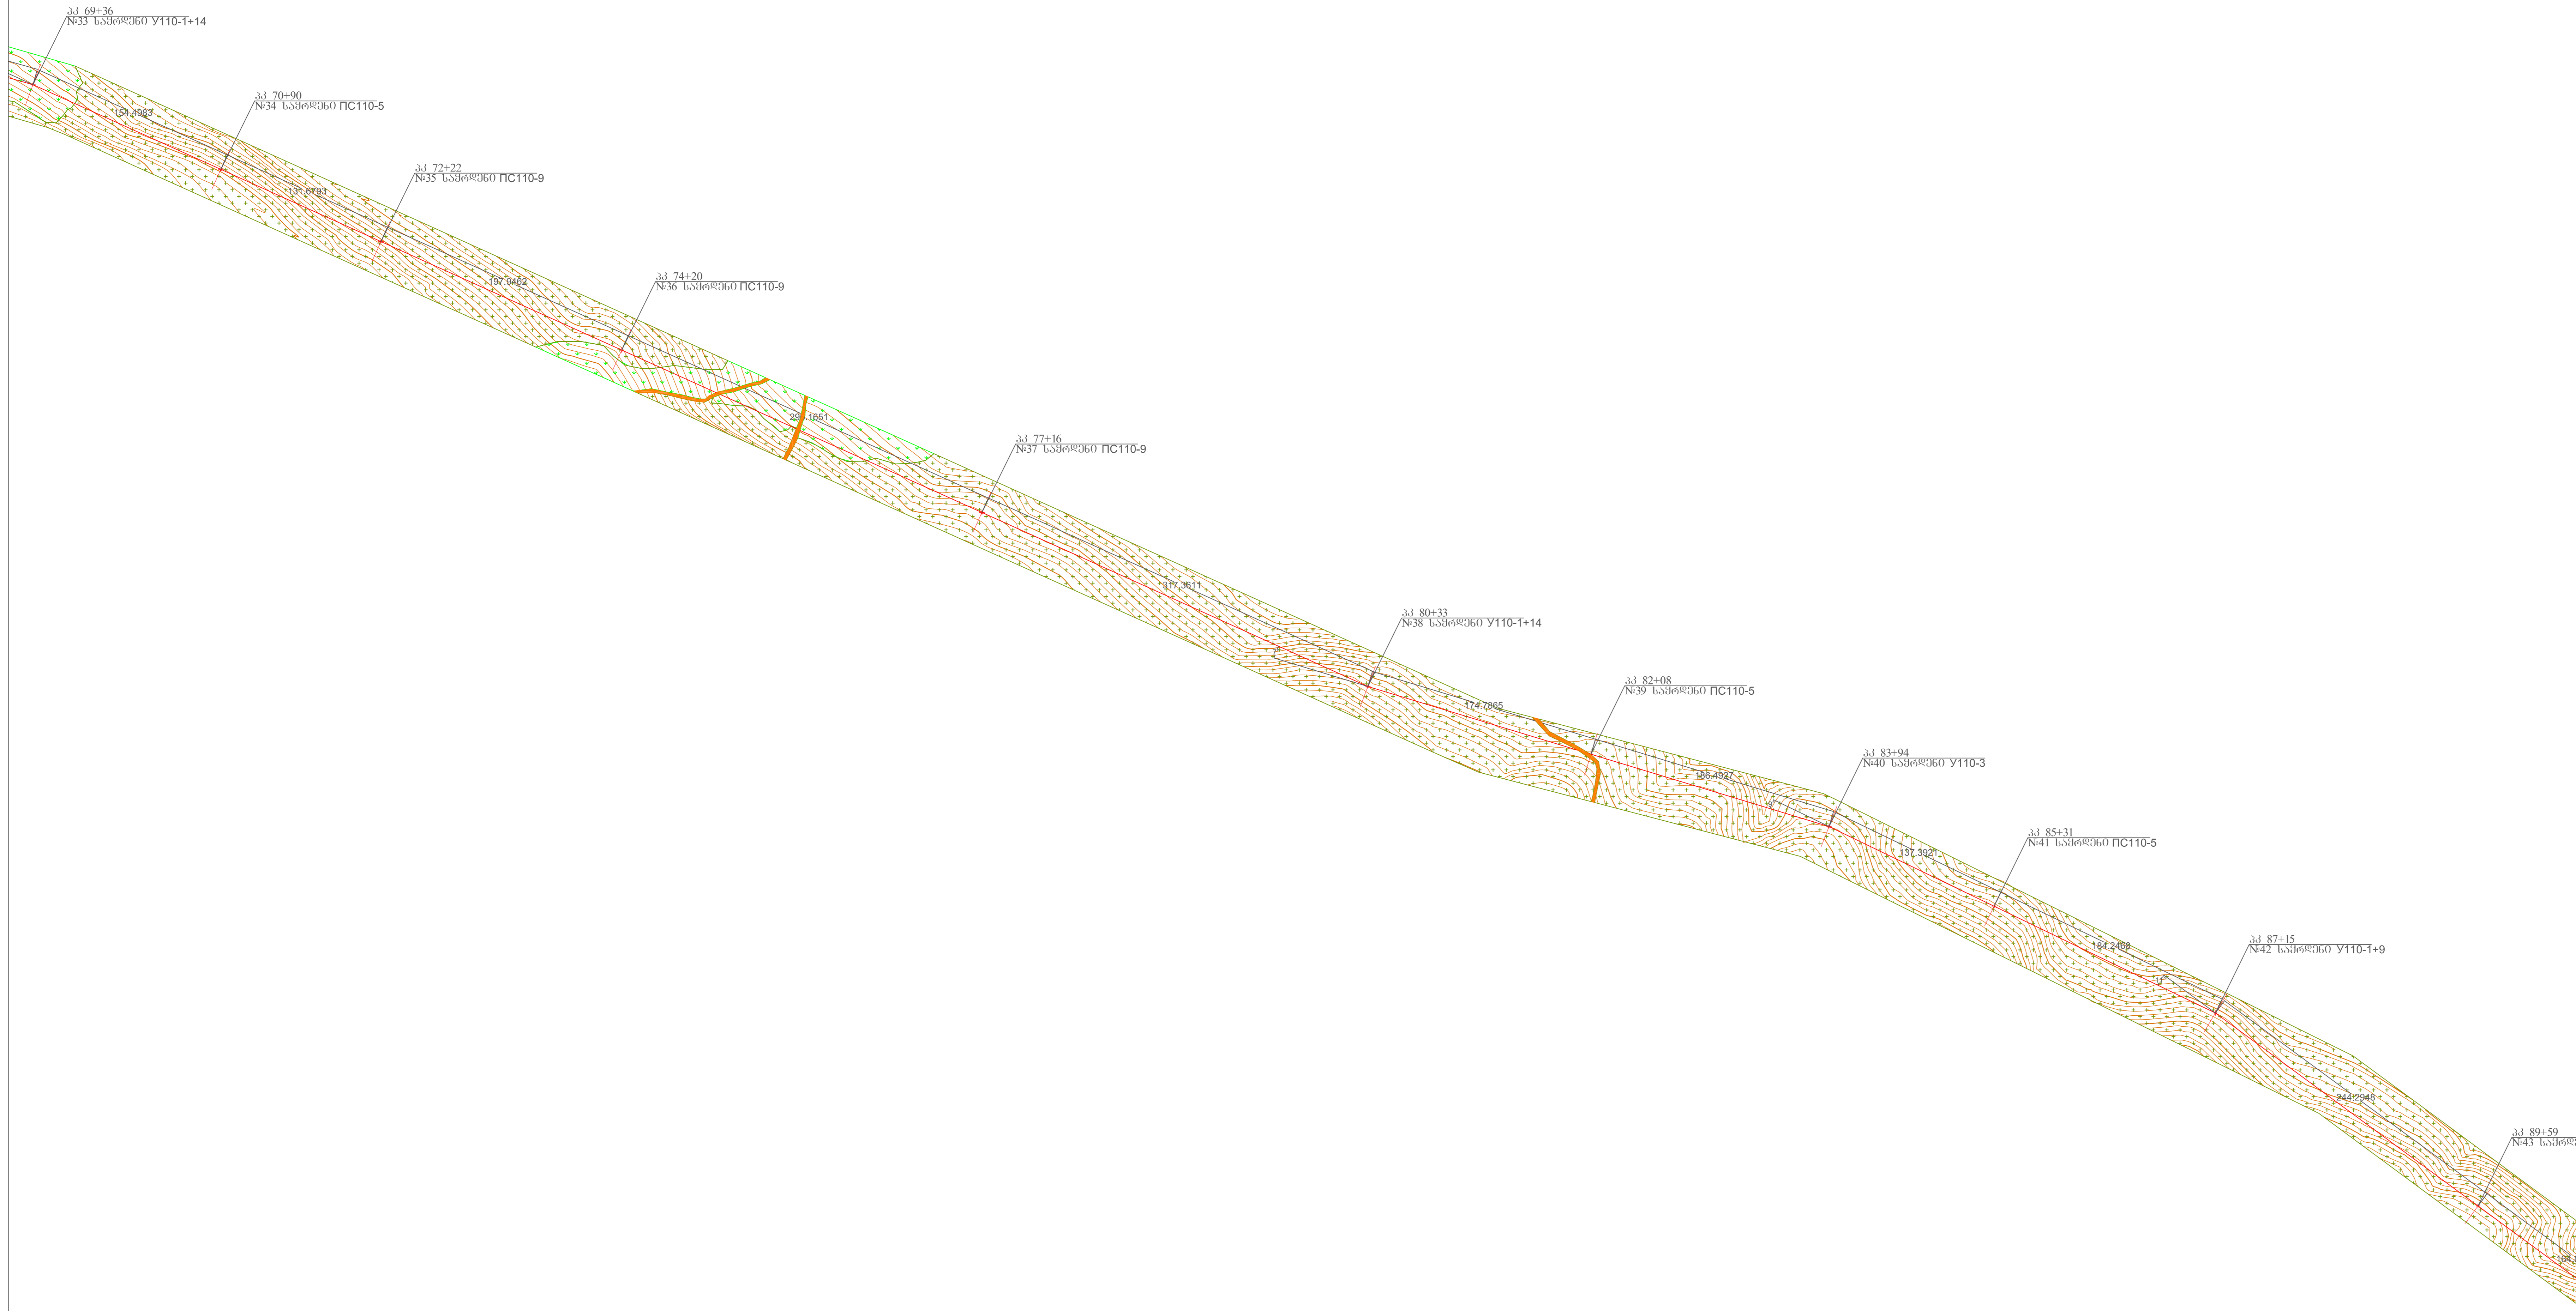 პკ 69+36
№33 საყრდენი У110-1+14
პკ 70+90
№34 საყრდენი ПС110-5
154.4983
პკ 72+22
№35 საყრდენი ПС110-9
131.6793
პკ 74+20
№36 საყრდენი ПС110-9
197.9462
პკ 77+16
№37 საყრდენი ПС110-9
პკ 80+33
№38 საყრდენი У110-1+14
317.3611
პკ 82+08
№39 საყრდენი ПС110-5
174.7865
პკ 83+94
№40 საყრდენი У110-3
186.4927
პკ 85+31
№41 საყრდენი ПС110-5
137.3921
პკ 87+15
№42 საყრდენი У110-1+9
184.2468
11°
244.2948
პკ 89+59
№43